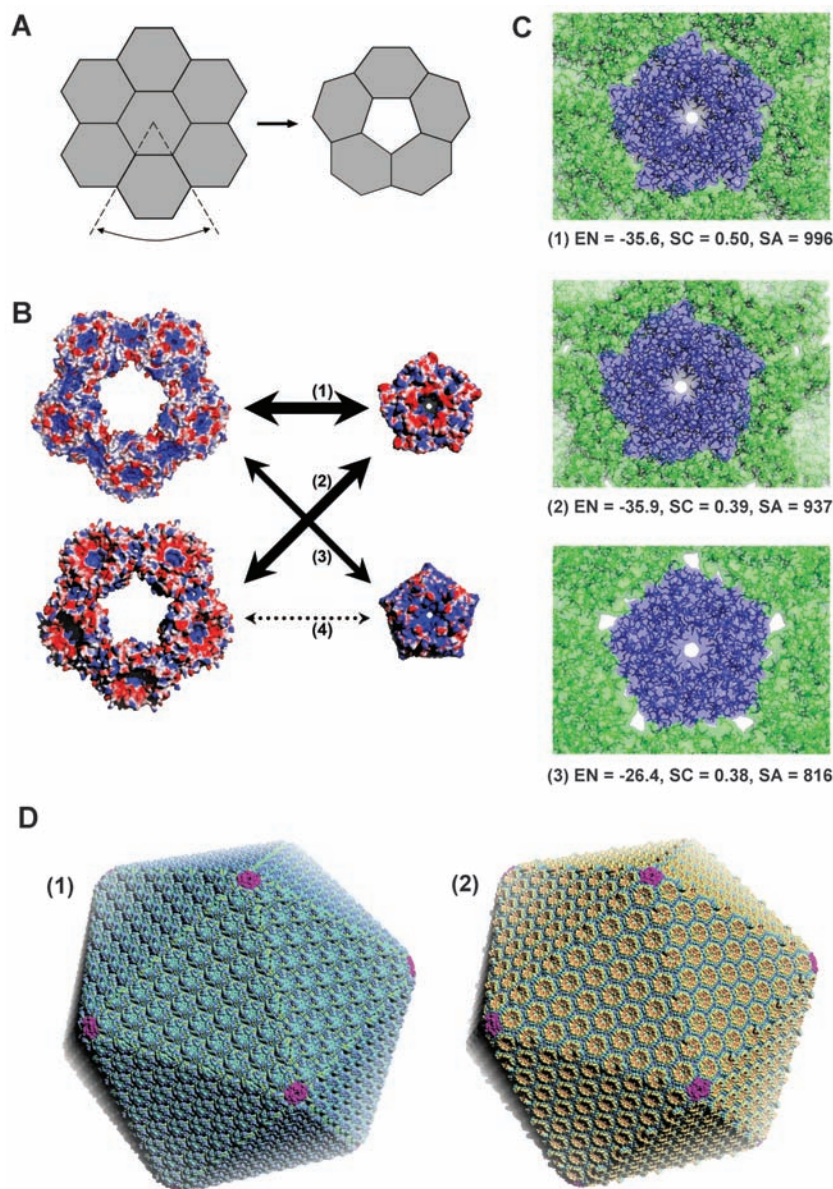 A
C
(1) EN = -35.6, SC = 0.50, SA = 996
B
(1)
(2)
(3)
(4)
(2) EN = -35.9, SC = 0.39, SA = 937
(3) EN = -26.4, SC = 0.38, SA = 816
D
(1)
(2)